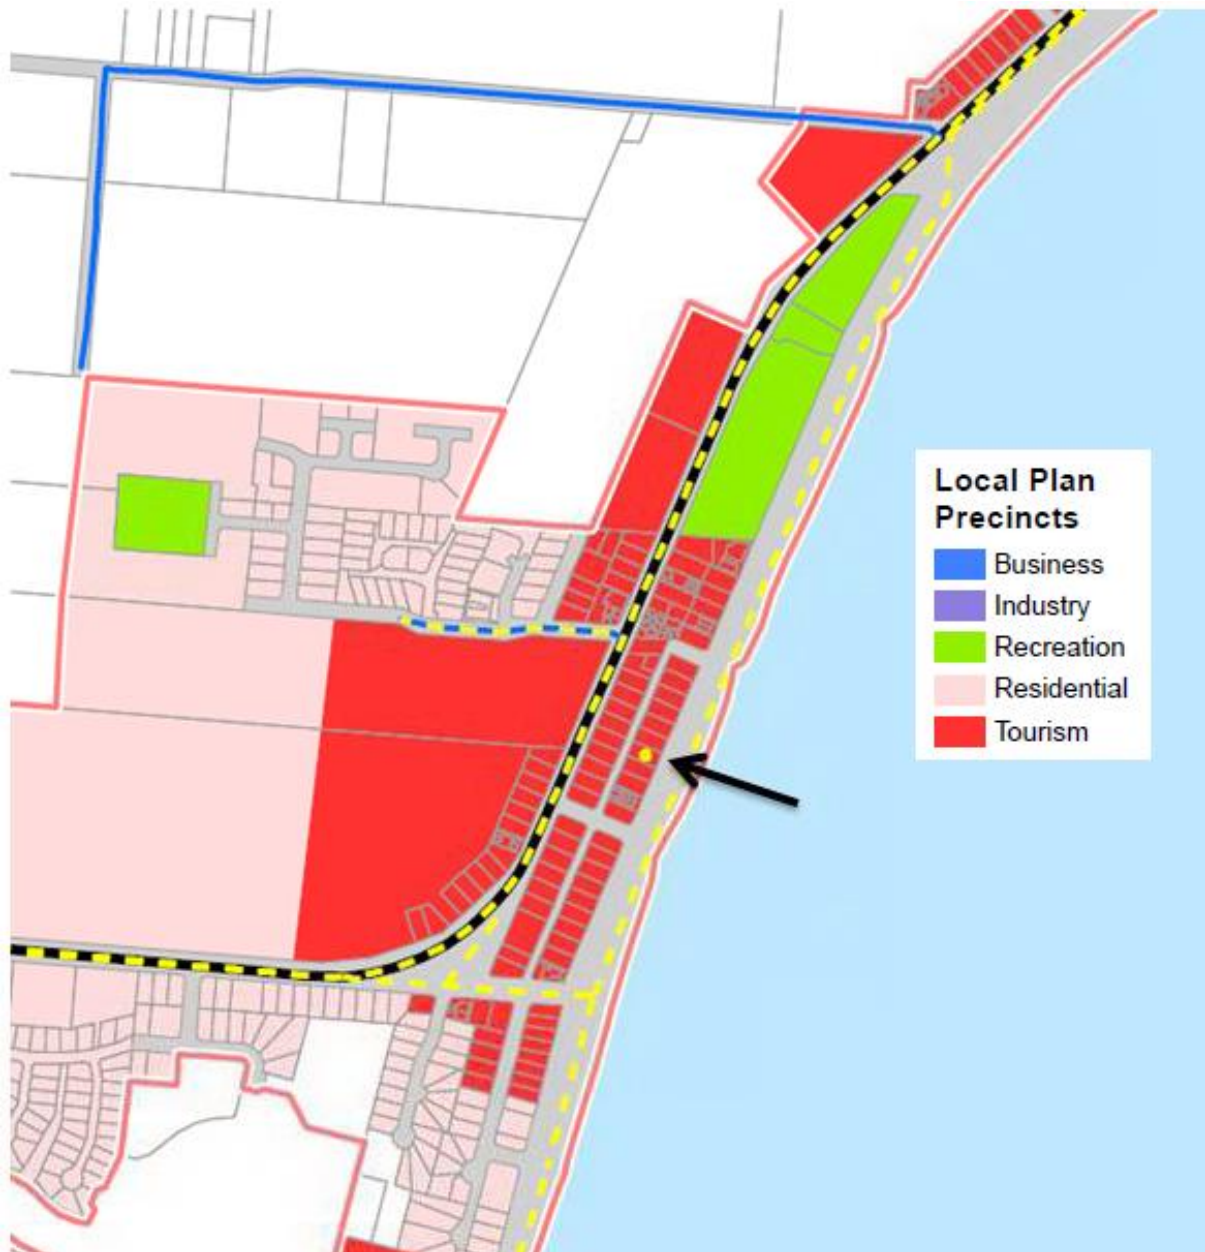 Local Plan
Precincts
Business
Industry
Recreation
Residential
Tourism